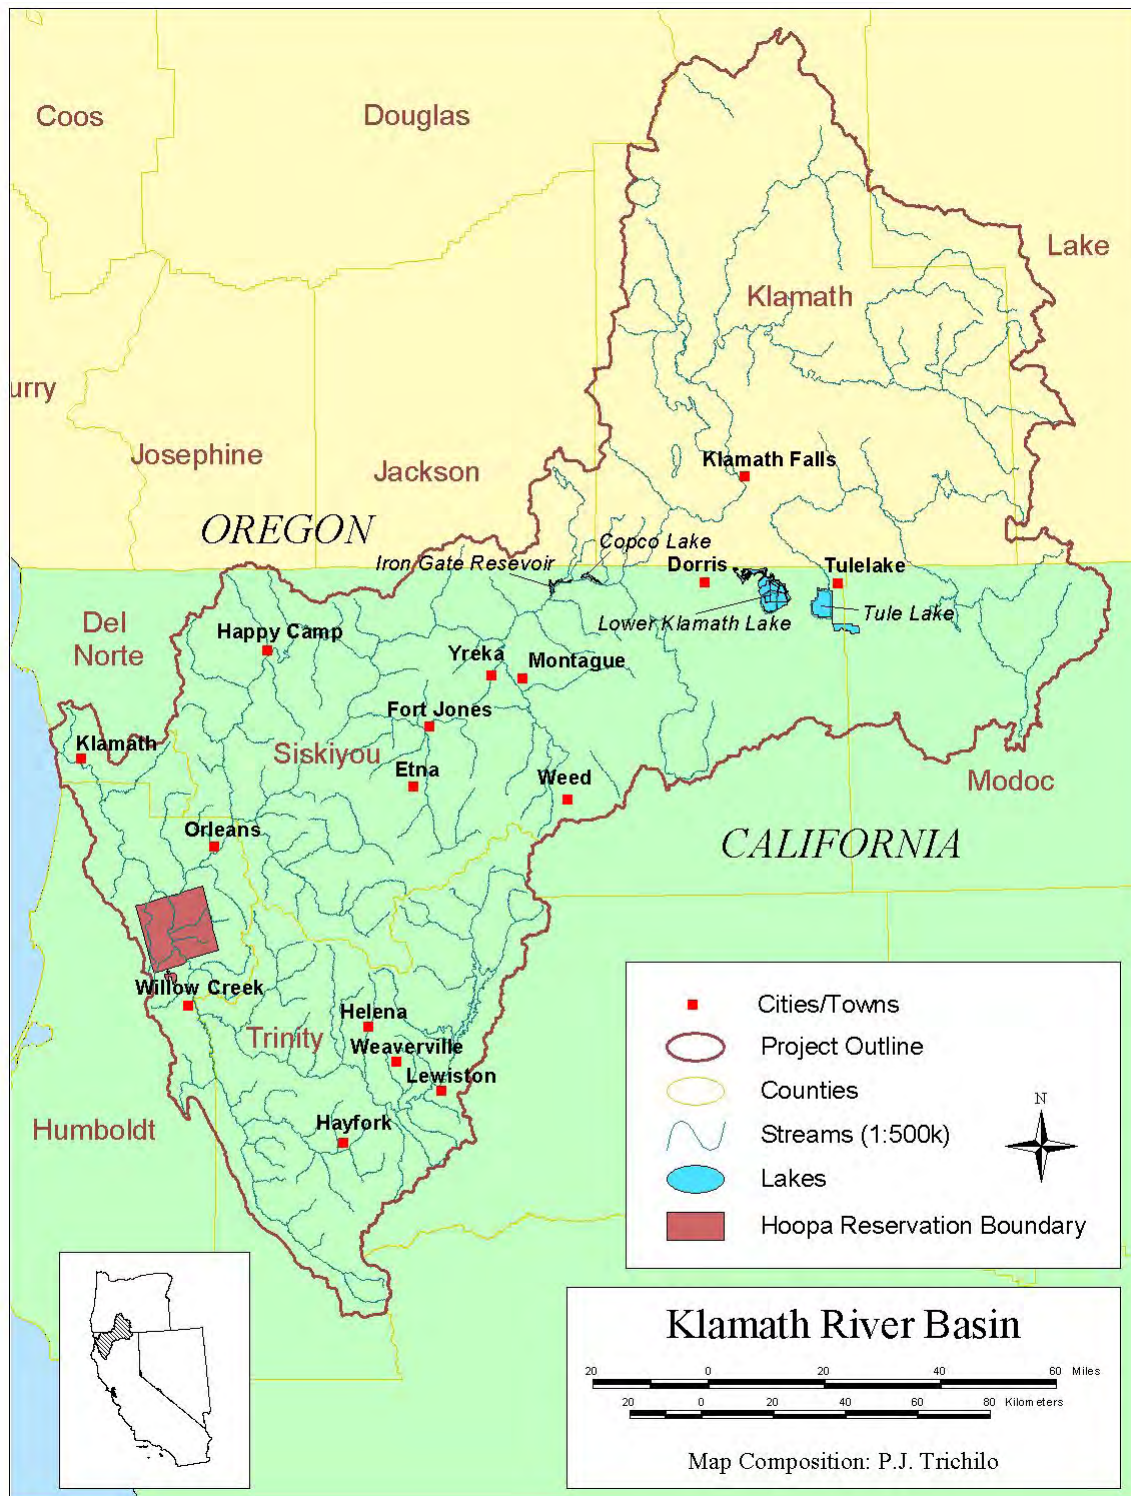 Coos
Douglas
Lake
Klamath
urry
Josephine
Jackson
Klamath Falls
OREGON
Copco Lake
Iron Gate Resevoir
Dorris
Tulelake
Lower Klamath Lake
Tule Lake
Del
Norte
Happy Camp
Yreka
Montague
Fort Jones
Klamath
Siskiyou
Etna
Weed
Modoc
Orleans
CALIFORNIA
Willow Creek
Helena
Trinity
Weaverville
Lewiston
Hayfork
Humboldt
Cities/Towns
Project Outline
Counties
Streams (1:500k)
Lakes
Hoopa Reservation Boundary
N
Klamath River Basin
20 0 20 40 60 Miles
20 0 20 40 60 80 Kilometers
Map Composition: P.J. Trichilo